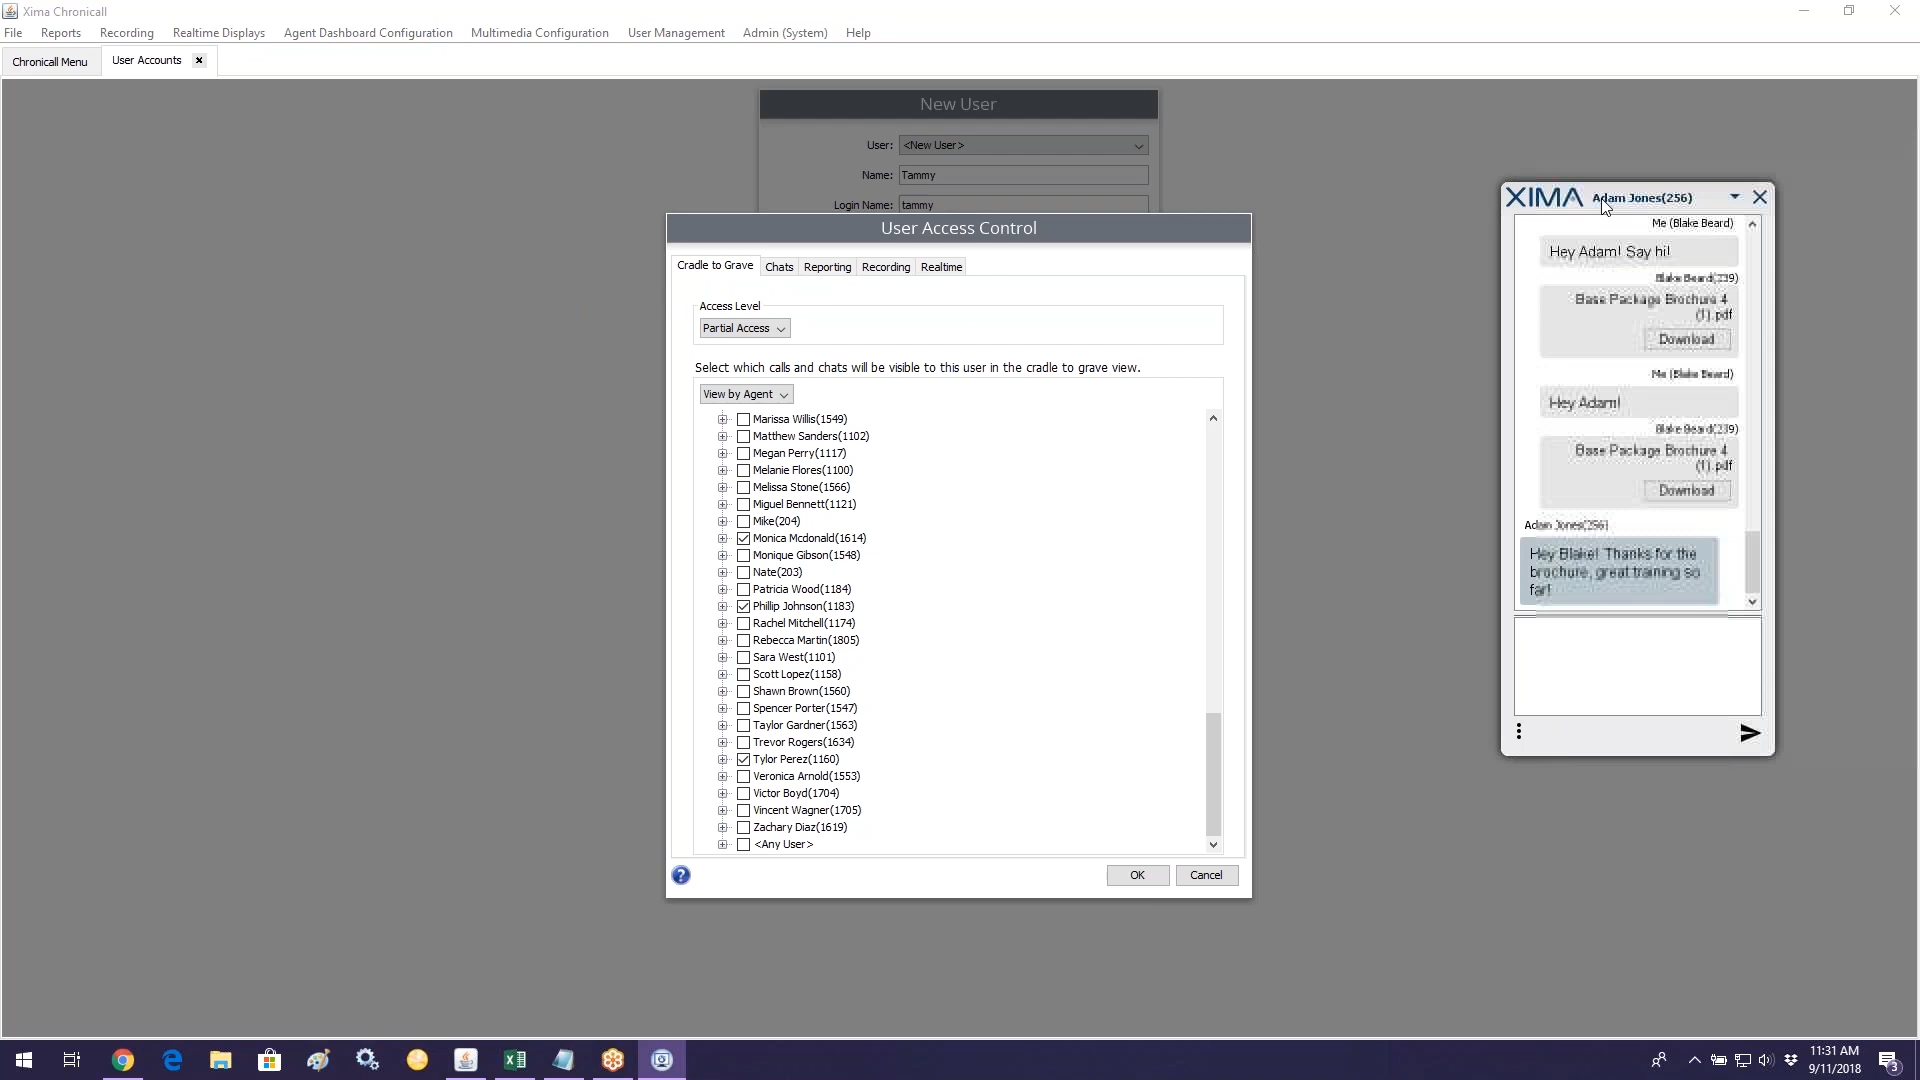 Xima Chronicall
File Reports Recording Realtime Displays Agent Dashboard Configuration Multimedia Configuration User Management Admin (System) Help
Chronicall Menu User Accounts
New User
User: <New User>
Name: Tammy
Login Name: tammy
User Access Control
Cradle to Grave Chats Reporting Recording Realtime
Access Level
Partial Access
Select which calls and chats will be visible to this user in the cradle to grave view.
View by Agent
Marissa Willis(1549)
Matthew Sanders(1102)
Megan Perry(1117)
Melanie Flores(1100)
Melissa Stone(1566)
Miguel Bennett(1121)
Mike(204)
Monica Mcdonald(1614)
Monique Gibson(1548)
Nate(203)
Patricia Wood(1184)
Phillip Johnson(1183)
Rachel Mitchell(1174)
Rebecca Martin(1805)
Sara West(1101)
Scott Lopez(1158)
Shawn Brown(1560)
Spencer Porter(1547)
Taylor Gardner(1563)
Trevor Rogers(1634)
Tylor Perez(1160)
Veronica Arnold(1553)
Victor Boyd(1704)
Vincent Wagner(1705)
Zachary Diaz(1619)
<Any User>
OK Cancel
XIMA Adam Jones(256)
Me (Blake Beard)
Hey Adam! Say hi!
Blake Beard(239)
Base Package Brochure 4
(1).pdf
Download
Me (Blake Beard)
Hey Adam!
Blake Beard(239)
Base Package Brochure 4
(1).pdf
Download
Adam Jones(256)
Hey Blake! Thanks for the
brochure, great training so
far!
11:31 AM
9/11/2018
3